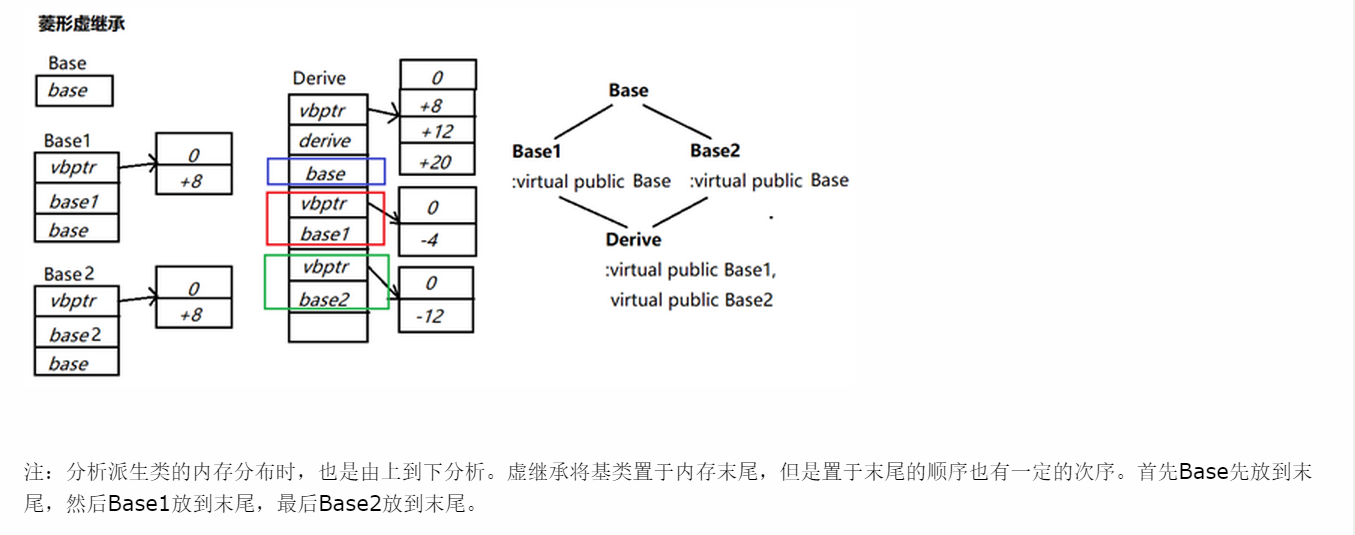 菱形虚继承
Base
base
Base1
vbptr
base1
base
0
+8
Base2
vbptr
base2
base
0
+8
Derive
vbptr
derive
base
vbptr
base1
vbptr
base2
0
+8
+12
+20
0
-4
0
-12
Base
Base1
Base2
:virtual public Base
:virtual public Base
Derive
:virtual public Base1,
virtual public Base2
注：分析派生类的内存分布时，也是由上到下分析。虚继承将基类置于内存末尾，但是置于末尾的顺序也有一定的次序。首先Base先放到末
尾，然后Base1放到末尾，最后Base2放到末尾。